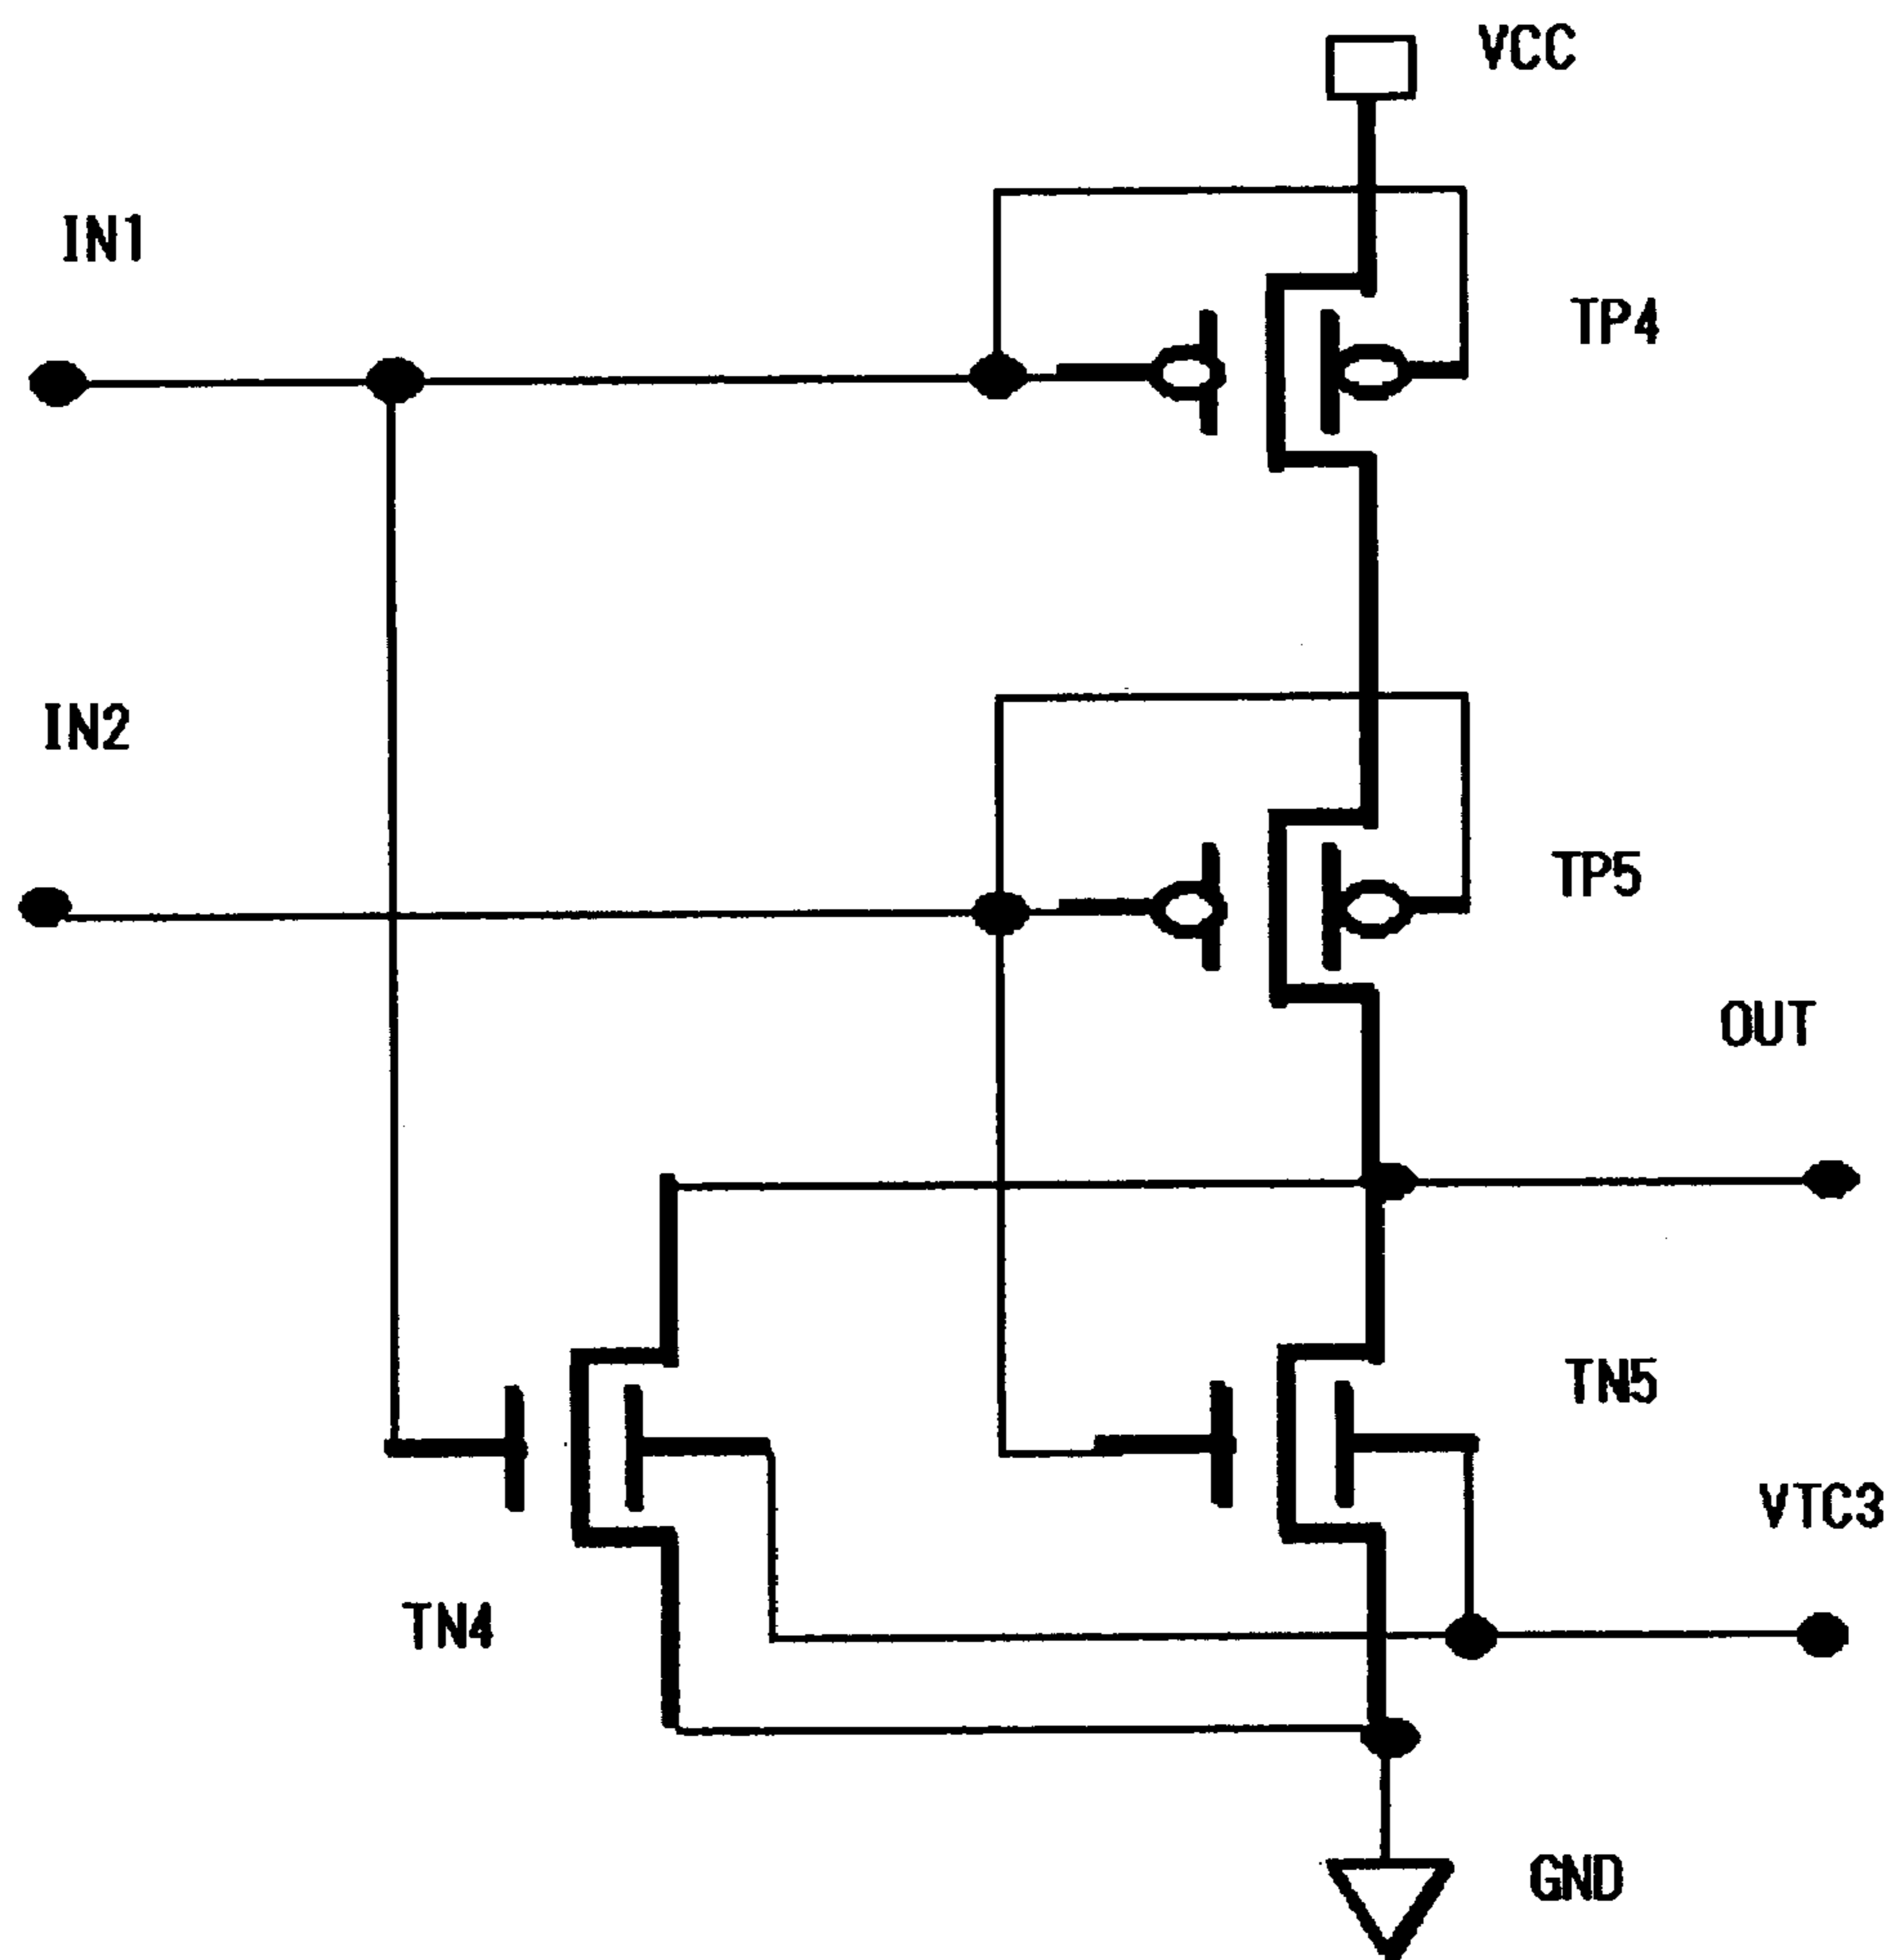 VCC
IN1
TP4
IN2
TP5
OUT
TN5
VTC3
TN4
GND